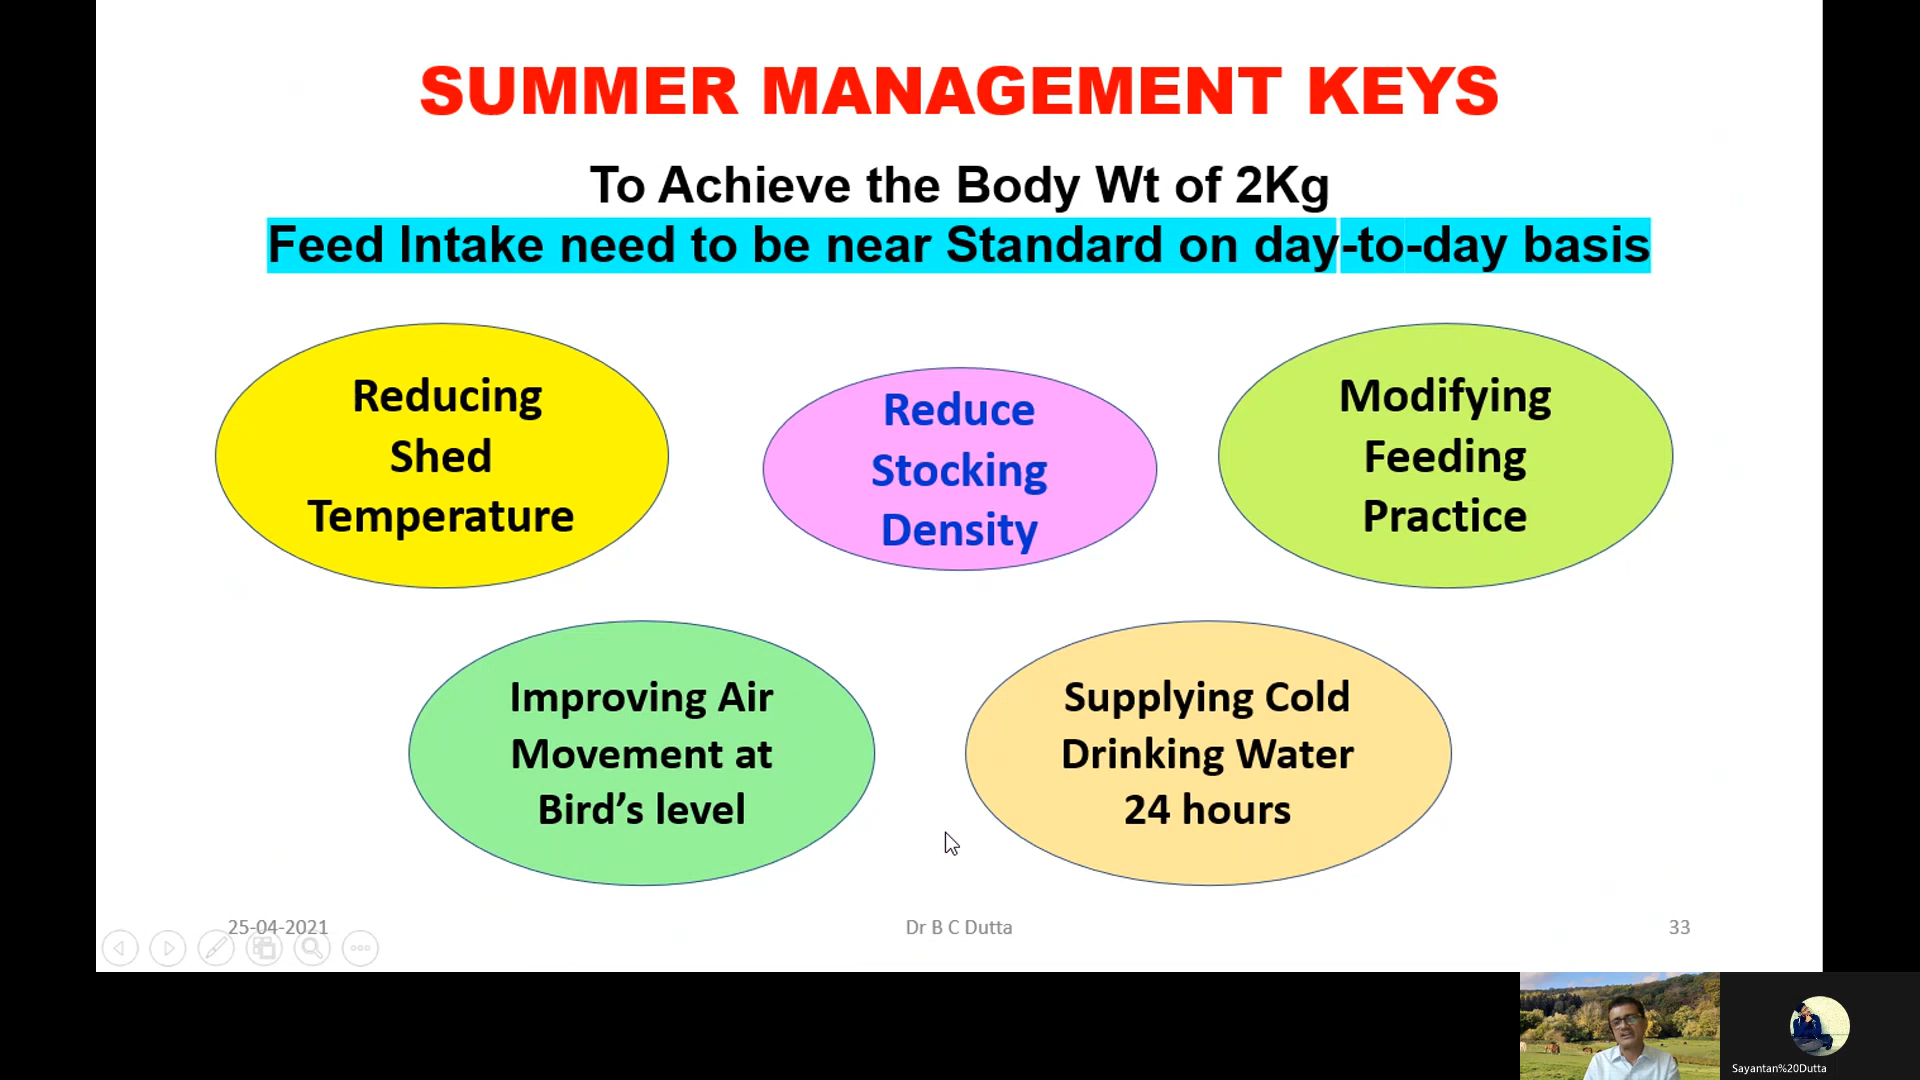 SUMMER MANAGEMENT KEYS
To Achieve the Body Wt of 2Kg
Feed Intake need to be near Standard on day-to-day basis
Reducing
Shed
Temperature
Reduce
Stocking
Density
Modifying
Feeding
Practice
Improving Air
Movement at
Bird’s level
Supplying Cold
Drinking Water
24 hours
25-04-2021
Dr B C Dutta
33
Sayantan%20Dutta